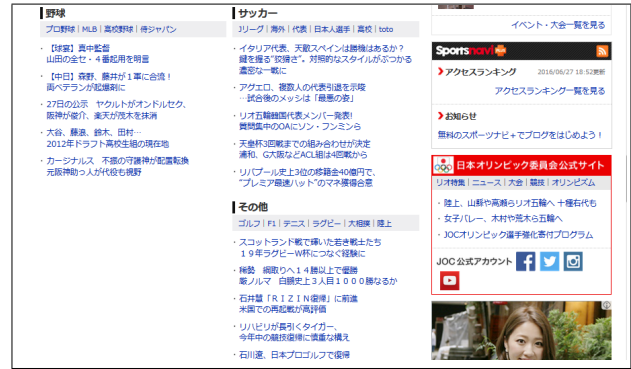 野球
プロ野球｜MLB｜高校野球｜侍ジャパン
・【球宴】真中監督
山田の全セ・4番起用を明言
・【中日】森野、藤井が1軍に合流！
両ベテランが起爆剤に
・27日の公示 ヤクルトがオンドルセク、
阪神が俊介、楽天が茂木を抹消
・大谷、藤浪、鈴木、田村…
2012年ドラフト高校生組の現在地
・カージナルス 不振の守護神が配置転換
元阪神助っ人が代役も視野
サッカー
Jリーグ｜海外｜代表｜日本人選手｜高校｜toto
・イタリア代表、天敵スペインは勝機はあるか？
鍵を握る“狡猾さ”。対照的なスタイルがぶつかる
濃密な一戦に
・アグエロ、複数人の代表引退を示唆
…試合後のメッシは「最悪の姿」
・リオ五輪韓国代表メンバー発表！
質問集中のOAにソン・フンミンら
・天皇杯3回戦までの組み合わせが決定
浦和、G大阪などACL組は4回戦から
・リバプール史上3位の移籍金40億円で、
“プレミア最速ハット”のマネ獲得合意
その他
ゴルフ｜F1｜テニス｜ラグビー｜大相撲｜陸上
・スコットランド戦で輝いた若き戦士たち
19年ラグビーW杯につなぐ経験に
・稀勢 綱取りへ14勝以上で優勝
厳ノルマ 白鵬史上3人目1000勝なるか
・石井慧「RIZIN復帰」に前進
米国での再起戦が高評価
・リハビリが長引くタイガー、
今年中の競技復帰に慎重な構え
・石川遼、日本プロゴルフで復帰
イベント・大会一覧を見る
Sportsnavi+
アクセスランキング 2016/06/27 18:52更新
アクセスランキング一覧を見る
お知らせ
無料のスポーツナビ＋でブログをはじめよう！
日本オリンピック委員会公式サイト
リオ特集｜ニュース｜大会｜競技｜オリンピズム
・陸上、山縣や高瀬らリオ五輪へ 十種右代も
・女子バレー、木村や荒木ら五輪へ
・JOCオリンピック選手強化寄付プログラム
JOC公式アカウント